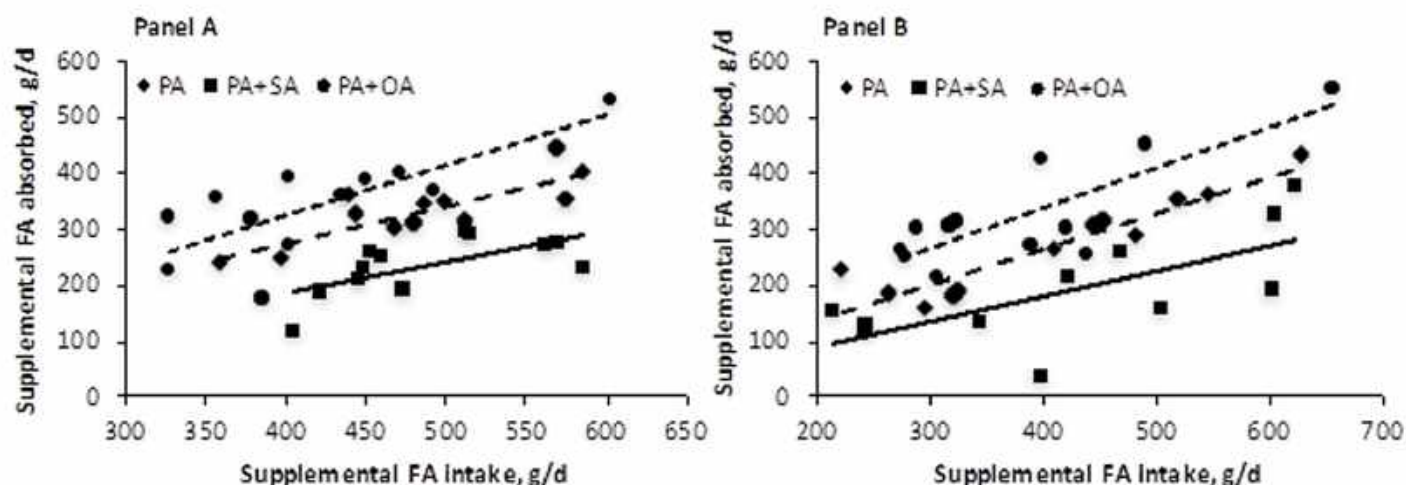 Panel A
Supplemental FA absorbed, g/d
◆ PA ■ PA+SA ● PA+OA
600
500
400
300
200
100
0
300 350 400 450 500 550 600 650
Supplemental FA intake, g/d
Panel B
Supplemental FA absorbed, g/d
◆ PA ■ PA+SA ● PA+OA
600
500
400
300
200
100
0
200 300 400 500 600 700
Supplemental FA intake, g/d